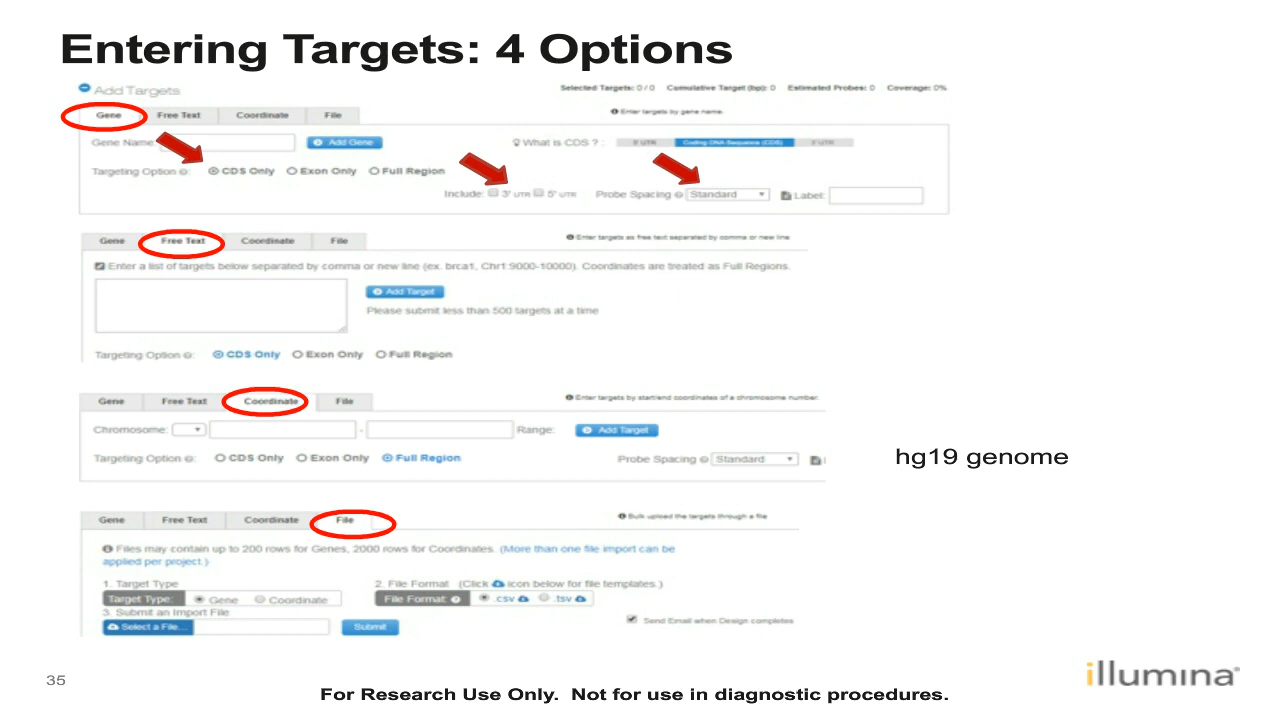 Entering Targets: 4 Options
Add Targets
Selected Targets: 0 / 0 Cumulative Target (bp): 0 Estimated Probes: 0 Coverage: 0%
Gene Free Text Coordinate File
Enter targets by gene name.
Gene Name Add Gene What is CDS ? : 5' UTR Coding DNA Sequence (CDS) 3' UTR
Targeting Option : CDS Only Exon Only Full Region
Include: 3' UTR 5' UTR Probe Spacing Standard Label:
Gene Free Text Coordinate File
Enter targets as free text separated by comma or new line
Enter a list of targets below separated by comma or new line (ex. brca1, Chr1:9000-10000). Coordinates are treated as Full Regions.
Add Target
Please submit less than 500 targets at a time
Targeting Option : CDS Only Exon Only Full Region
Gene Free Text Coordinate File
Enter targets by start/end coordinates of a chromosome number.
Chromosome: - Range: Add Target
Targeting Option : CDS Only Exon Only Full Region Probe Spacing Standard
hg19 genome
Gene Free Text Coordinate File
Bulk upload the targets through a file
Files may contain up to 200 rows for Genes, 2000 rows for Coordinates. (More than one file import can be
applied per project.)
1. Target Type 2. File Format (Click icon below for file templates.)
Target Type: Gene Coordinate File Format .csv .tsv
3. Submit an Import File
Select a File... Submit
Send Email when Design completes
35
For Research Use Only. Not for use in diagnostic procedures.
illumina®